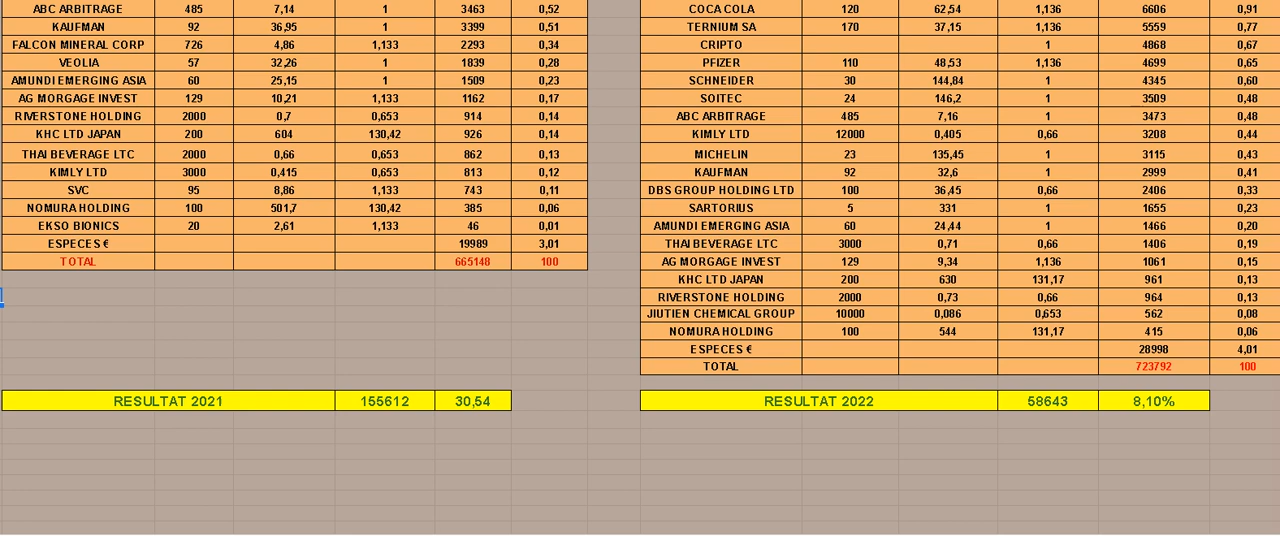 ABC ARBITRAGE 485 7,14 1 3463 0,52
KAUFMAN 92 36,95 1 3399 0,51
FALCON MINERAL CORP 726 4,86 1,133 2293 0,34
VEOLIA 57 32,26 1 1839 0,28
AMUNDI EMERGING ASIA 60 25,15 1 1509 0,23
AG MORGAGE INVEST 129 10,21 1,133 1162 0,17
RIVERSTONE HOLDING 2000 0,7 0,653 914 0,14
KHC LTD JAPAN 200 604 130,42 926 0,14
THAI BEVERAGE LTC 2000 0,66 0,653 862 0,13
KIMLY LTD 3000 0,415 0,653 813 0,12
SVC 95 8,86 1,133 743 0,11
NOMURA HOLDING 100 501,7 130,42 385 0,06
EKSO BIONICS 20 2,61 1,133 46 0,01
ESPECES € 19989 3,01
TOTAL 665148 100
RESULTAT 2021 155612 30,54
COCA COLA 120 62,54 1,136 6606 0,91
TERNIUM SA 170 37,15 1,136 5559 0,77
CRIPTO 1 4868 0,67
PFIZER 110 48,53 1,136 4699 0,65
SCHNEIDER 30 144,84 1 4345 0,60
SOITEC 24 146,2 1 3509 0,48
ABC ARBITRAGE 485 7,16 1 3473 0,48
KIMLY LTD 12000 0,405 0,66 3208 0,44
MICHELIN 23 135,45 1 3115 0,43
KAUFMAN 92 32,6 1 2999 0,41
DBS GROUP HOLDING LTD 100 36,45 0,66 2406 0,33
SARTORIUS 5 331 1 1655 0,23
AMUNDI EMERGING ASIA 60 24,44 1 1466 0,20
THAI BEVERAGE LTC 3000 0,71 0,66 1406 0,19
AG MORGAGE INVEST 129 9,34 1,136 1061 0,15
KHC LTD JAPAN 200 630 131,17 961 0,13
RIVERSTONE HOLDING 2000 0,73 0,66 964 0,13
JIUTIEN CHEMICAL GROUP 10000 0,086 0,653 562 0,08
NOMURA HOLDING 100 544 131,17 415 0,06
ESPECES € 28998 4,01
TOTAL 723792 100
RESULTAT 2022 58643 8,10%